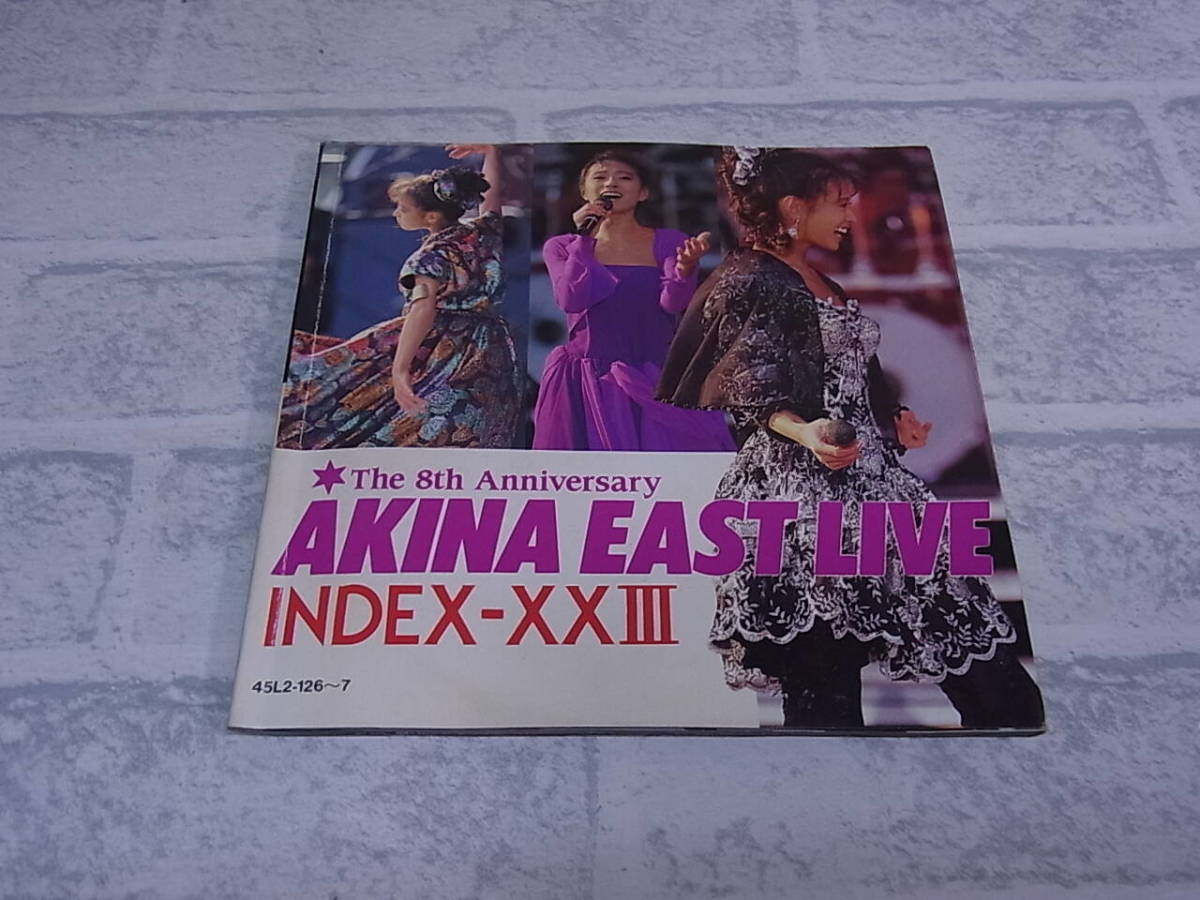 The 8th Anniversary
AKINA EAST LIVE
INDEX-XXIII
45L2-126～7